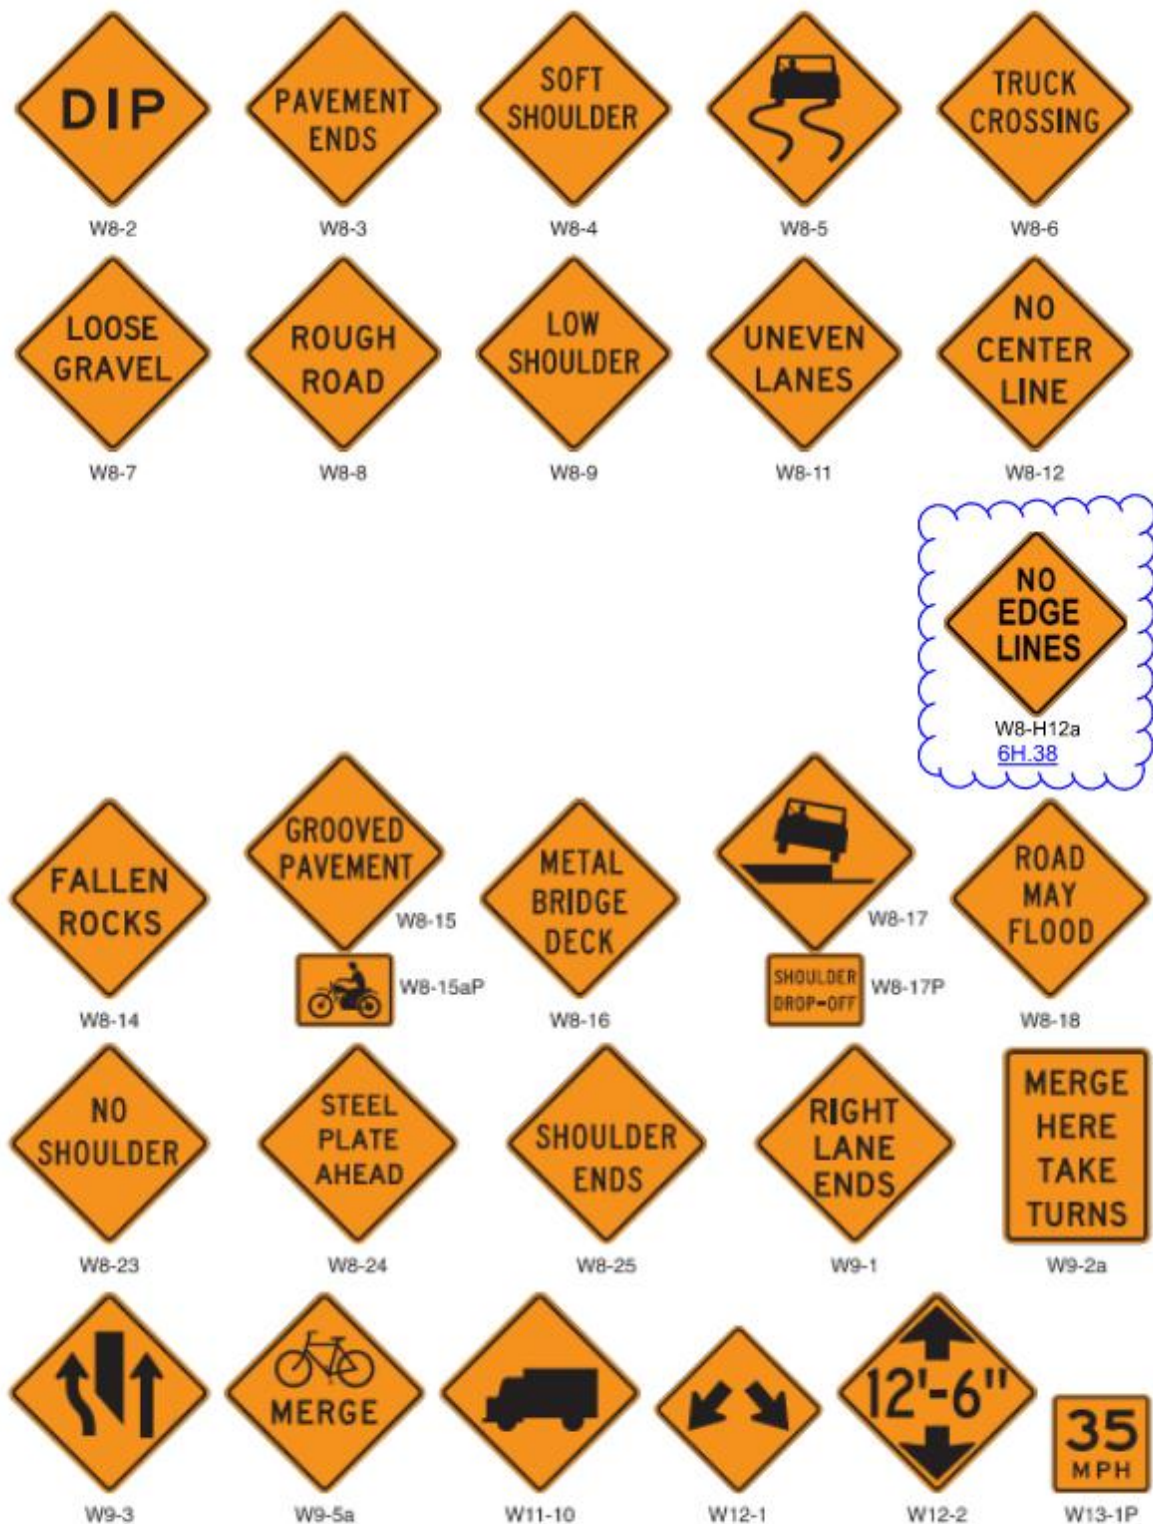 DIP
PAVEMENT
ENDS
SOFT
SHOULDER
TRUCK
CROSSING
W8-2
W8-3
W8-4
W8-5
W8-6
LOOSE
GRAVEL
ROUGH
ROAD
LOW
SHOULDER
UNEVEN
LANES
NO
CENTER
LINE
W8-7
W8-8
W8-9
W8-11
W8-12
NO
EDGE
LINES
W8-H12a
6H.38
FALLEN
ROCKS
W8-14
GROOVED
PAVEMENT
W8-15
W8-15aP
METAL
BRIDGE
DECK
W8-16
W8-17
SHOULDER
DROP-OFF
W8-17P
ROAD
MAY
FLOOD
W8-18
NO
SHOULDER
STEEL
PLATE
AHEAD
SHOULDER
ENDS
RIGHT
LANE
ENDS
MERGE
HERE
TAKE
TURNS
W8-23
W8-24
W8-25
W9-1
W9-2a
MERGE
12'-6"
35
MPH
W9-3
W9-5a
W11-10
W12-1
W12-2
W13-1P